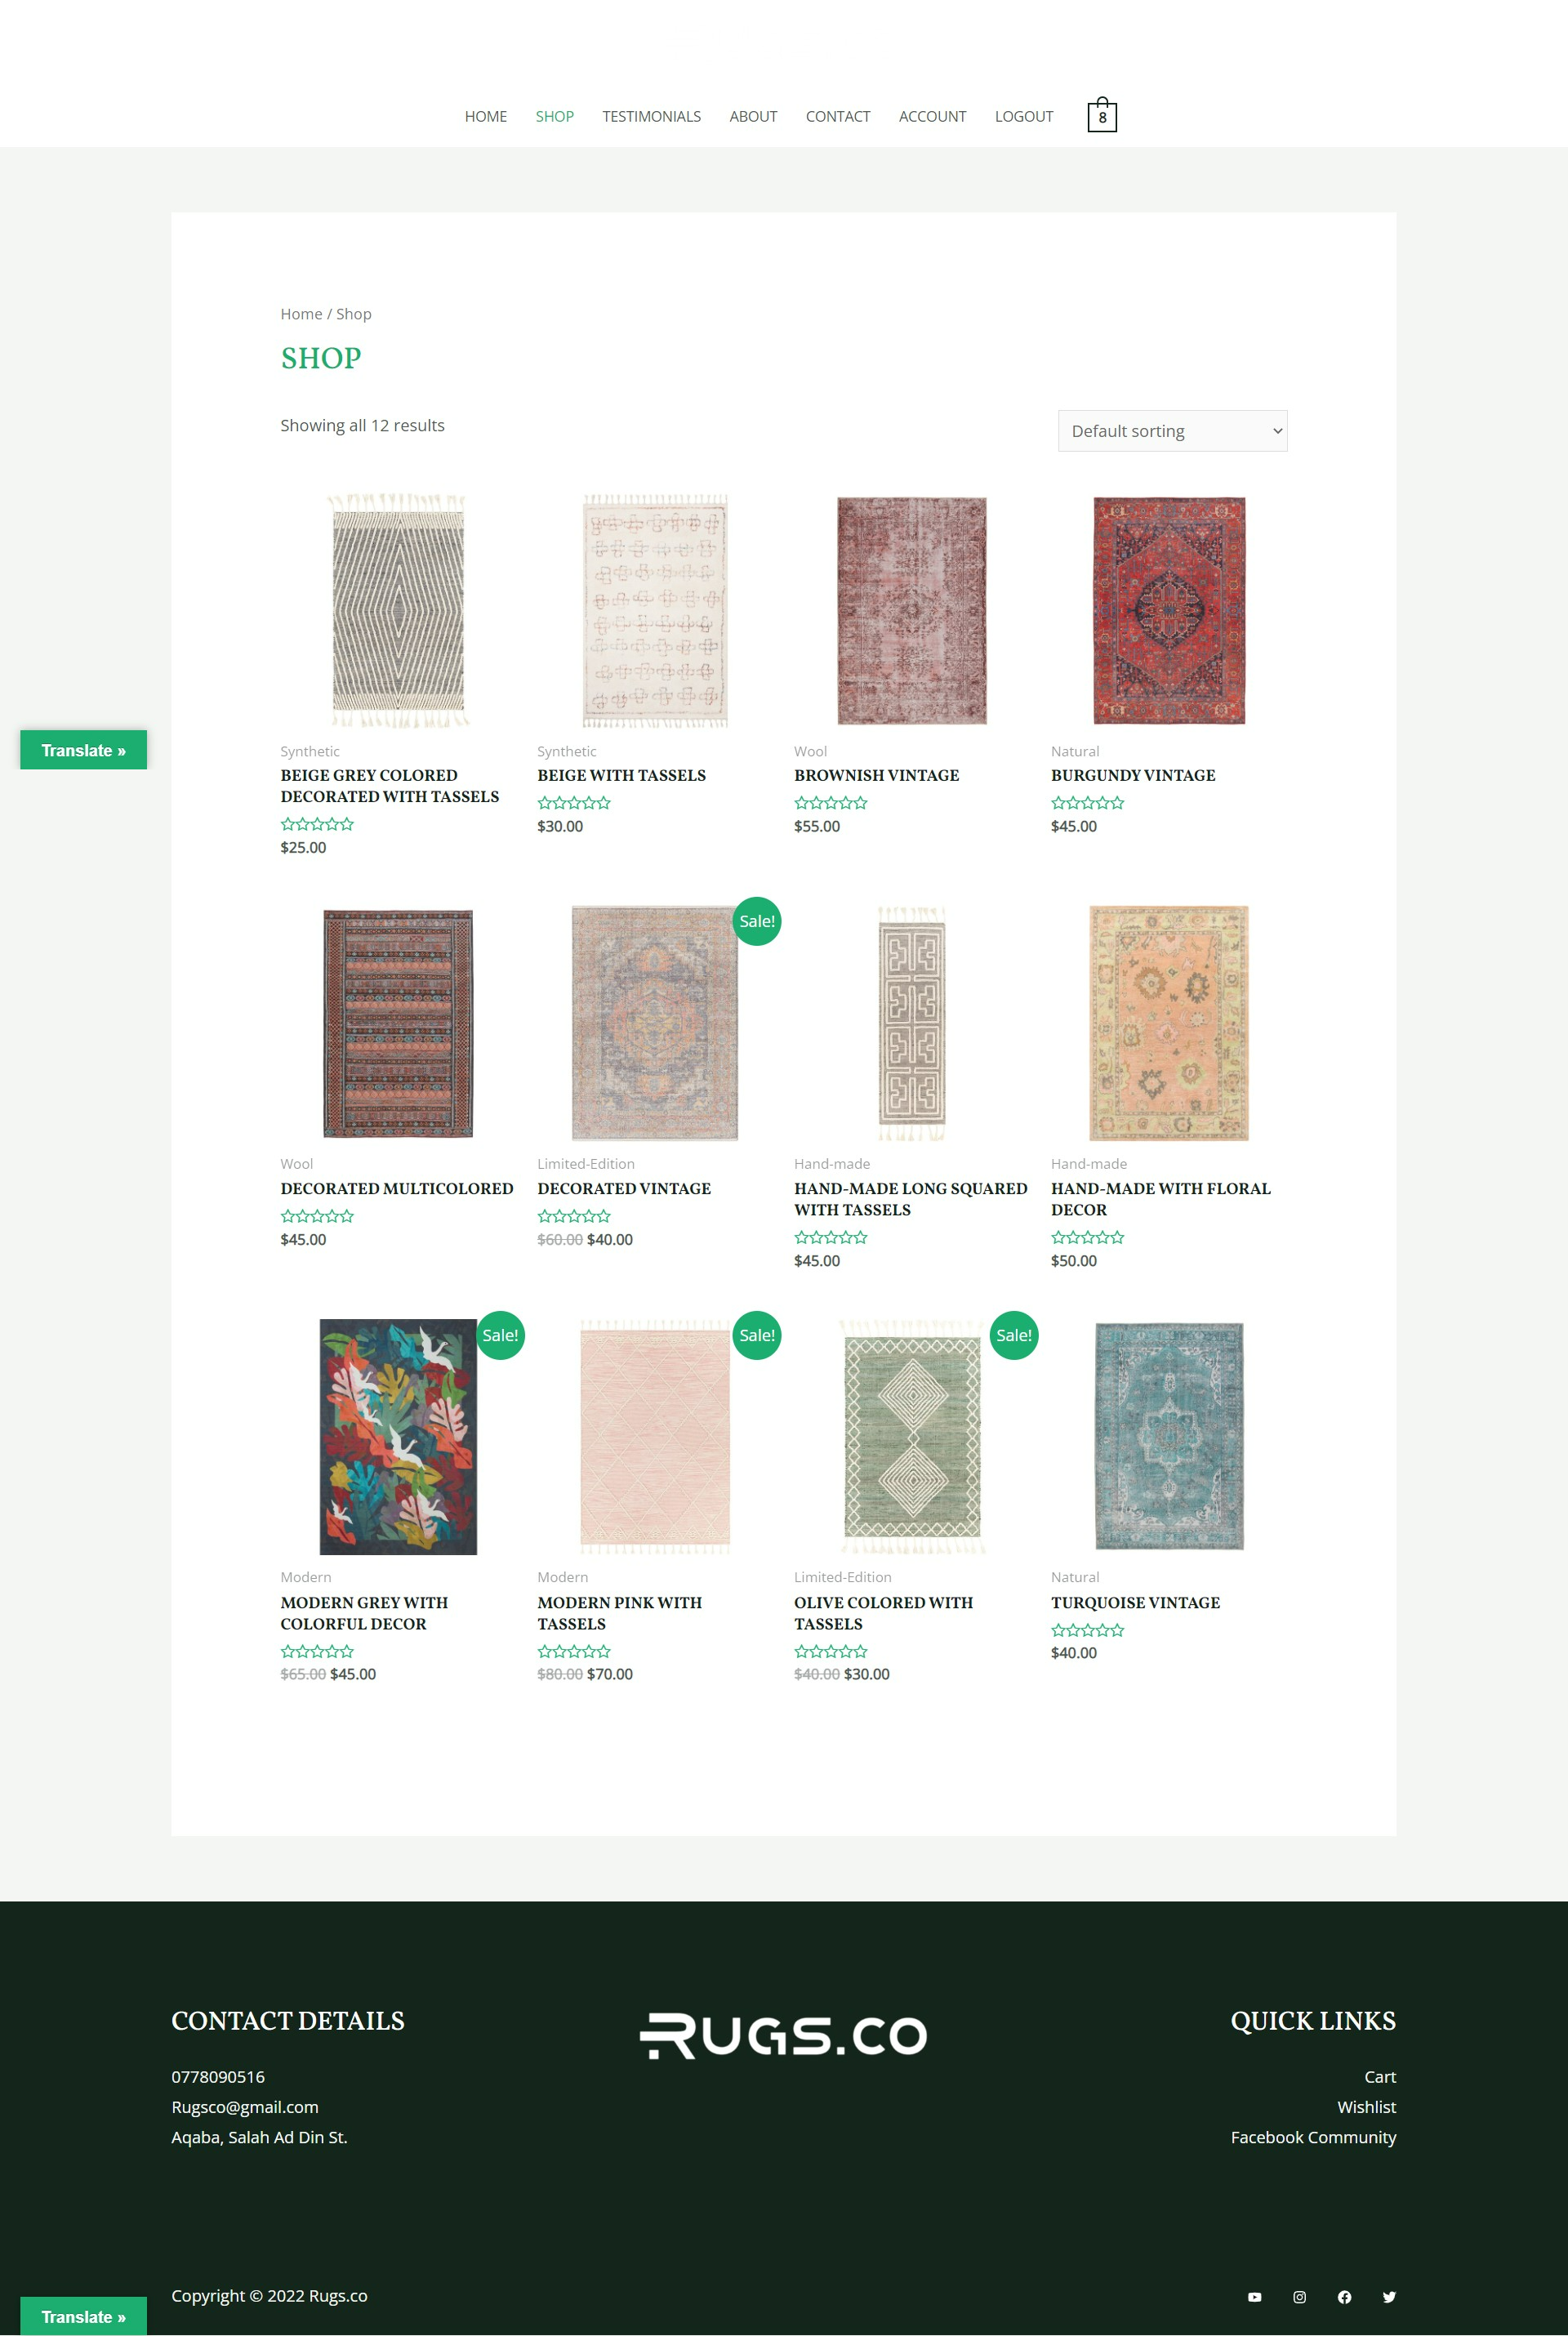 HOME SHOP TESTIMONIALS ABOUT CONTACT ACCOUNT LOGOUT 8
Home / Shop
SHOP
Showing all 12 results
Default sorting
Synthetic
BEIGE GREY COLORED
DECORATED WITH TASSELS
$25.00
Synthetic
BEIGE WITH TASSELS
$30.00
Wool
BROWNISH VINTAGE
$55.00
Natural
BURGUNDY VINTAGE
$45.00
Translate »
Wool
DECORATED MULTICOLORED
$45.00
Sale!
Limited-Edition
DECORATED VINTAGE
$60.00 $40.00
Hand-made
HAND-MADE LONG SQUARED
WITH TASSELS
$45.00
Hand-made
HAND-MADE WITH FLORAL
DECOR
$50.00
Sale!
Modern
MODERN GREY WITH
COLORFUL DECOR
$65.00 $45.00
Sale!
Modern
MODERN PINK WITH
TASSELS
$80.00 $70.00
Sale!
Limited-Edition
OLIVE COLORED WITH
TASSELS
$40.00 $30.00
Natural
TURQUOISE VINTAGE
$40.00
CONTACT DETAILS
0778090516
Rugsco@gmail.com
Aqaba, Salah Ad Din St.
RUGS.CO
QUICK LINKS
Cart
Wishlist
Facebook Community
Copyright © 2022 Rugs.co
Translate »